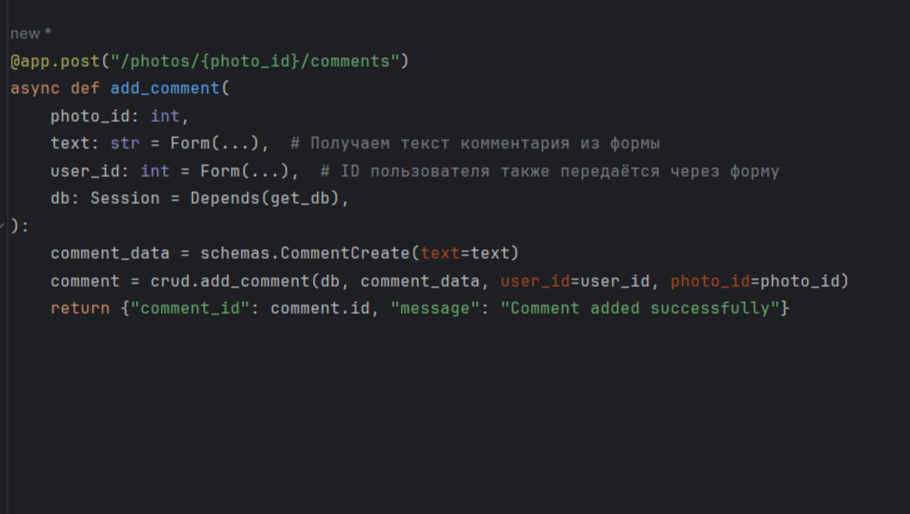 new *
@app.post("/photos/{photo_id}/comments")
async def add_comment(
    photo_id: int,
    text: str = Form(...),  # Получаем текст комментария из формы
    user_id: int = Form(...),  # ID пользователя также передаётся через форму
    db: Session = Depends(get_db),
):
    comment_data = schemas.CommentCreate(text=text)
    comment = crud.add_comment(db, comment_data, user_id=user_id, photo_id=photo_id)
    return {"comment_id": comment.id, "message": "Comment added successfully"}